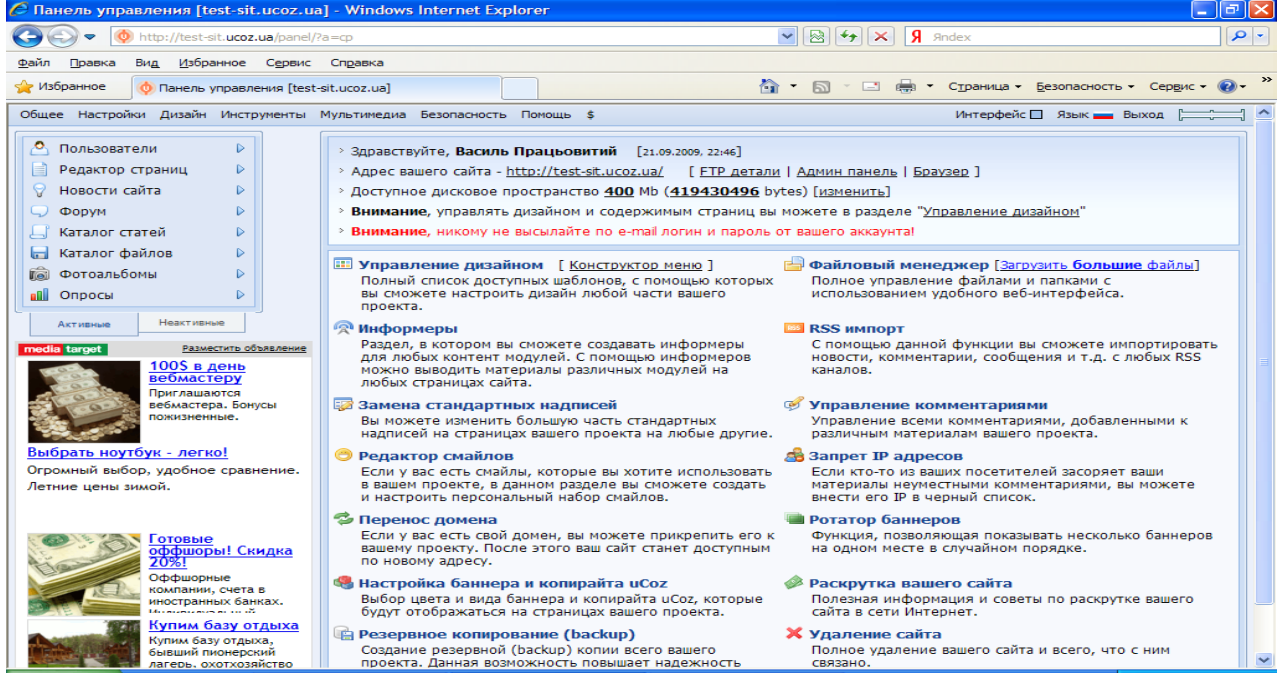 Панель управления [test-sit.ucoz.ua] - Windows Internet Explorer
http://test-sit.ucoz.ua/panel/?a=cp
Яndex
Файл Правка Вид Избранное Сервис Справка
Избранное Панель управления [test-sit.ucoz.ua] Страница Безопасность Сервис »
Общее Настройки Дизайн Инструменты Мультимедиа Безопасность Помощь $ Интерфейс Язык Выход
Пользователи
Редактор страниц
Новости сайта
Форум
Каталог статей
Каталог файлов
Фотоальбомы
Опросы
Активные Неактивные
media target Разместить объявление
100$ в день
вебмастеру
Приглашаются
вебмастера. Бонусы
пожизненные.
Выбрать ноутбук - легко!
Огромный выбор, удобное сравнение.
Летние цены зимой.
Готовые
оффшоры! Скидка
20%!
Оффшорные
компании, счета в
иностранных банках.
Купим базу отдыха
Купим базу отдыха,
бывший пионерский
лагерь, охотхозяйство
Здравствуйте, Василь Працьовитий [21.09.2009, 22:46]
Адрес вашего сайта - http://test-sit.ucoz.ua/ [ FTP детали | Админ панель | Браузер ]
Доступное дисковое пространство 400 Mb (419430496 bytes) [изменить]
Внимание, управлять дизайном и содержимым страниц вы можете в разделе "Управление дизайном"
Внимание, никому не высылайте по e-mail логин и пароль от вашего аккаунта!
Управление дизайном [ Конструктор меню ]
Полный список доступных шаблонов, с помощью которых
вы сможете настроить дизайн любой части вашего
проекта.
Информеры
Раздел, в котором вы сможете создавать информеры
для любых контент модулей. С помощью информеров
можно выводить материалы различных модулей на
любых страницах сайта.
Замена стандартных надписей
Вы можете изменить большую часть стандартных
надписей на страницах вашего проекта на любые другие.
Редактор смайлов
Если у вас есть смайлы, которые вы хотите использовать
в вашем проекте, в данном разделе вы сможете создать
и настроить персональный набор смайлов.
Перенос домена
Если у вас есть свой домен, вы можете прикрепить его к
вашему проекту. После этого ваш сайт станет доступным
по новому адресу.
Настройка баннера и копирайта uCoz
Выбор цвета и вида баннера и копирайта uCoz, которые
будут отображаться на страницах вашего проекта.
Резервное копирование (backup)
Создание резервной (backup) копии всего вашего
проекта. Данная возможность повышает надежность
Файловый менеджер [Загрузить большие файлы]
Полное управление файлами и папками с
использованием удобного веб-интерфейса.
RSS импорт
С помощью данной функции вы сможете импортировать
новости, комментарии, сообщения и т.д. с любых RSS
каналов.
Управление комментариями
Управление всеми комментариями, добавленными к
различным материалам вашего проекта.
Запрет IP адресов
Если кто-то из ваших посетителей засоряет ваши
материалы неуместными комментариями, вы можете
внести его IP в черный список.
Ротатор баннеров
Функция, позволяющая показывать несколько баннеров
на одном месте в случайном порядке.
Раскрутка вашего сайта
Полезная информация и советы по раскрутке вашего
сайта в сети Интернет.
Удаление сайта
Полное удаление вашего сайта и всего, что с ним
связано.